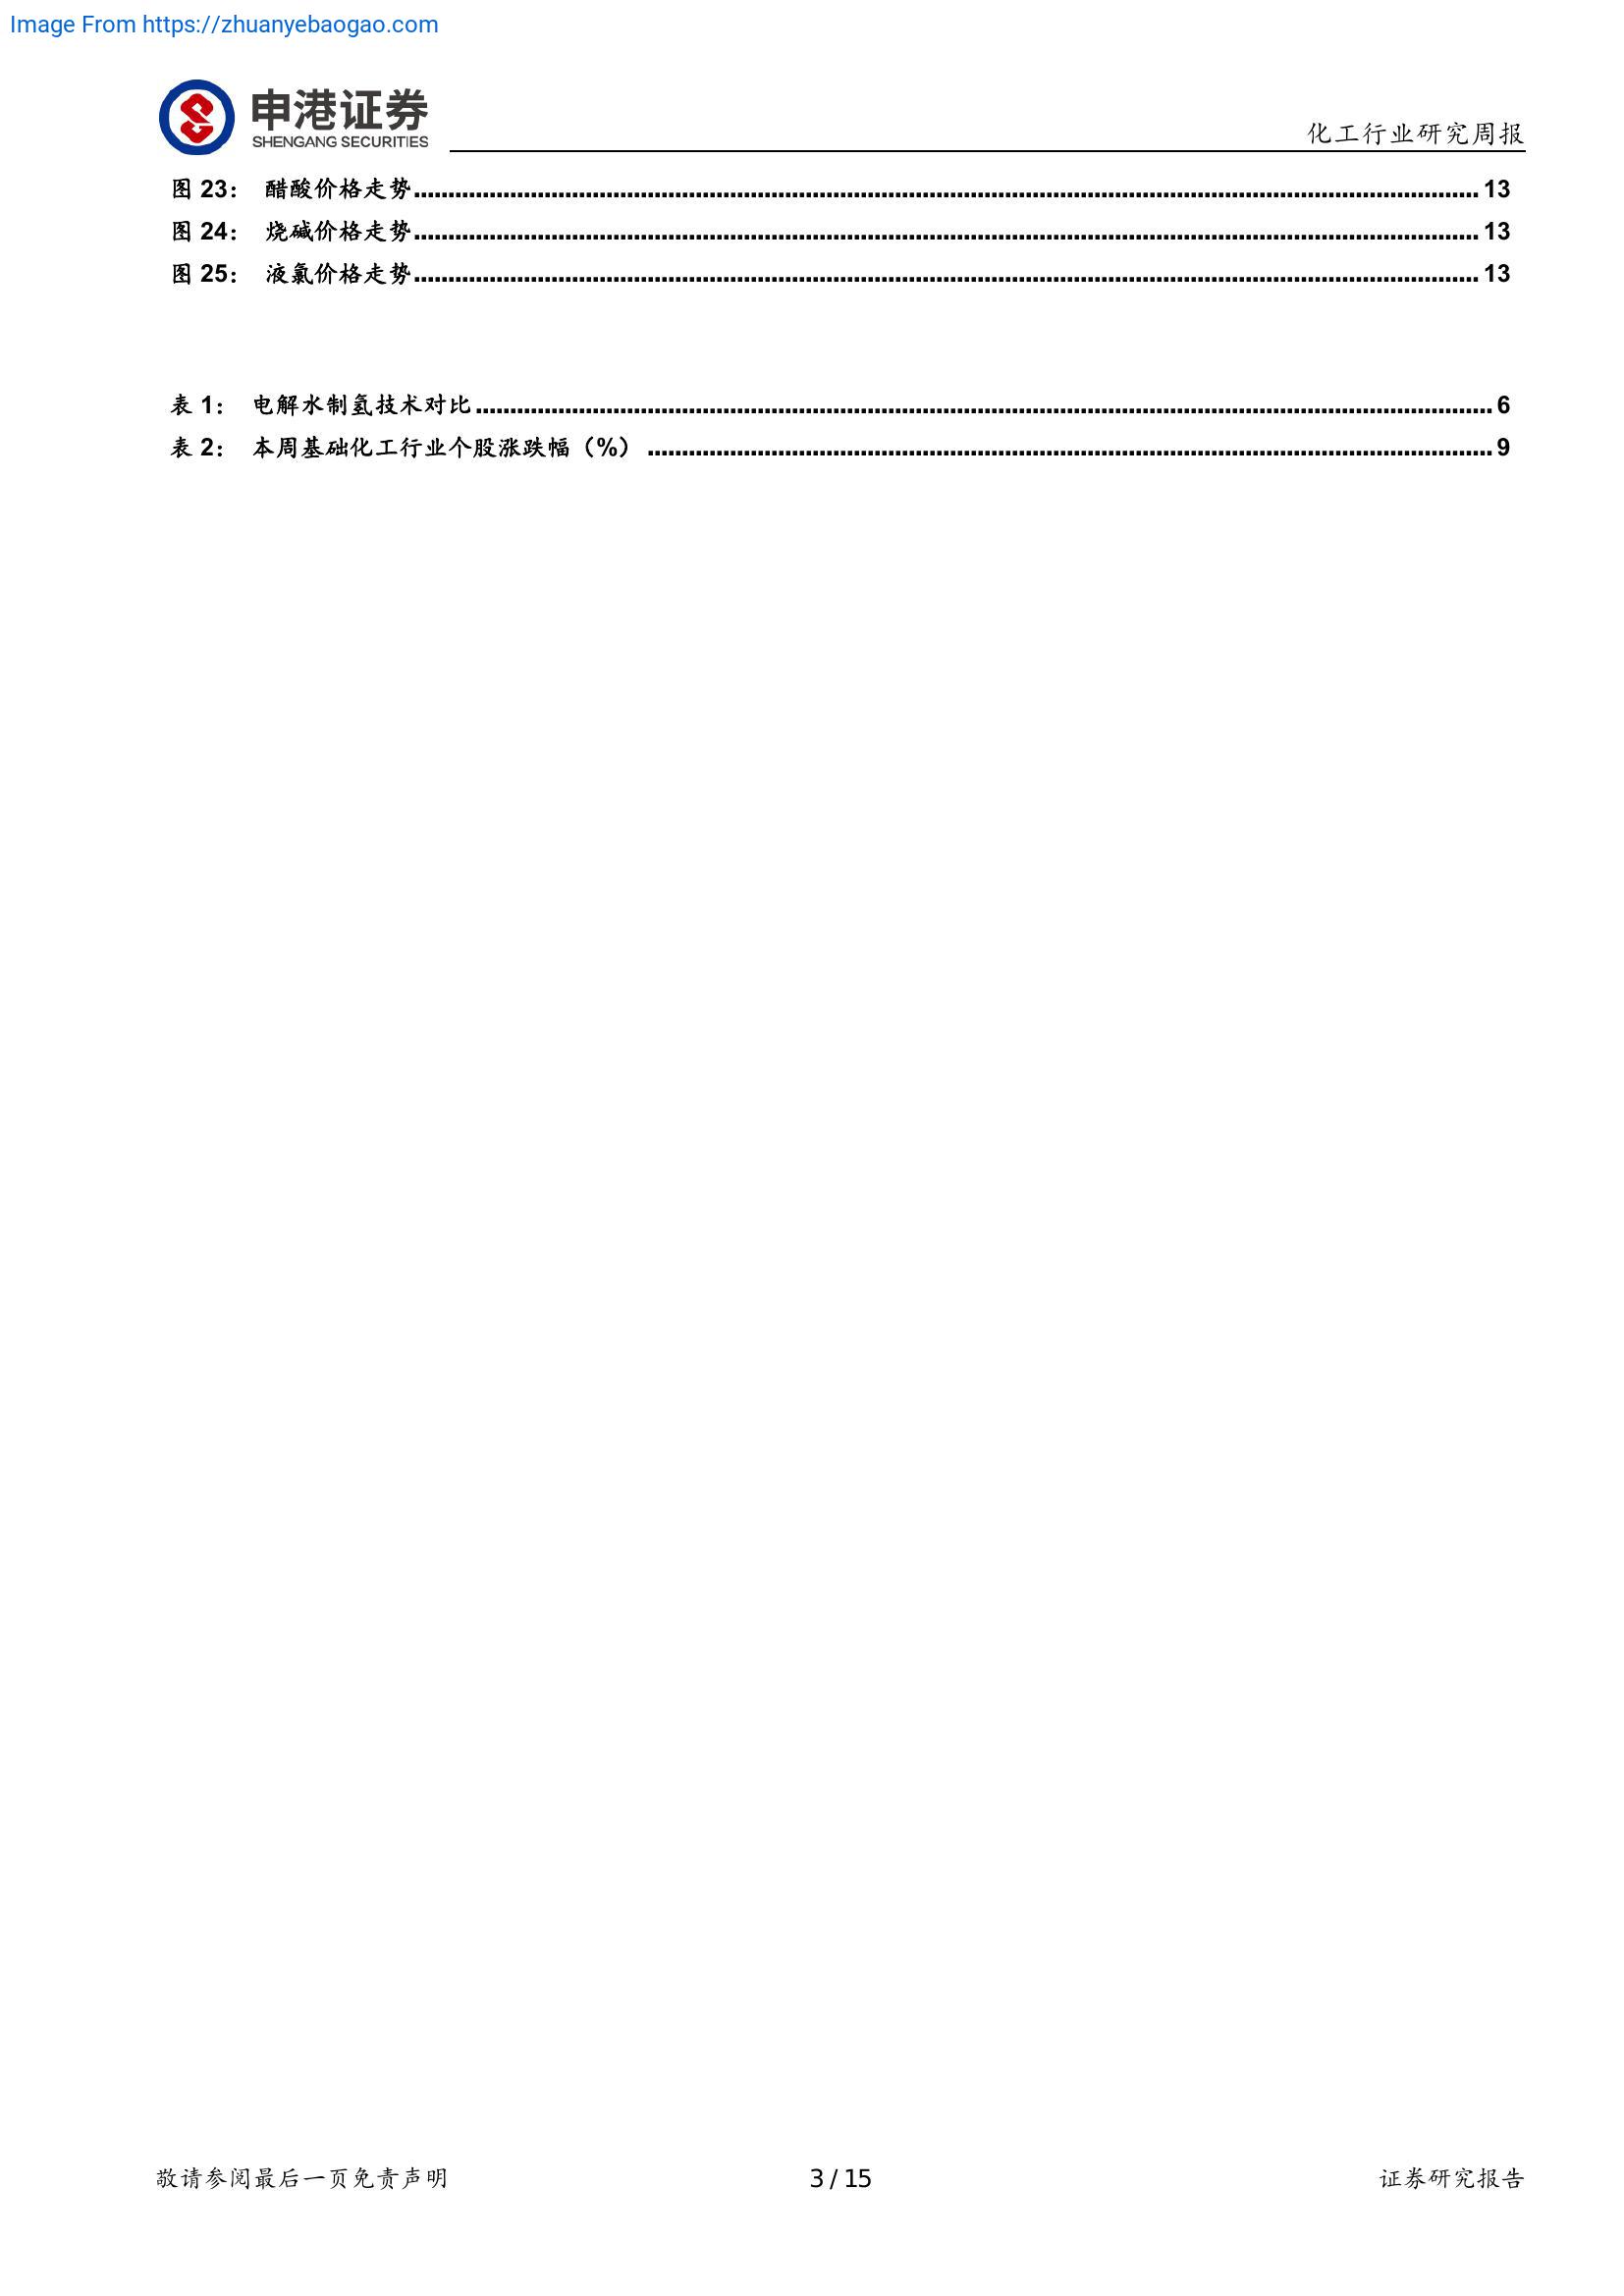 Image From https://zhuanyebaogao.com
申港证券
SHENGANG SECURITIES
化工行业研究周报
图 23： 醋酸价格走势 13
图 24： 烧碱价格走势 13
图 25： 液氯价格走势 13
表 1： 电解水制氢技术对比 6
表 2： 本周基础化工行业个股涨跌幅（%） 9
敬请参阅最后一页免责声明 3 / 15 证券研究报告